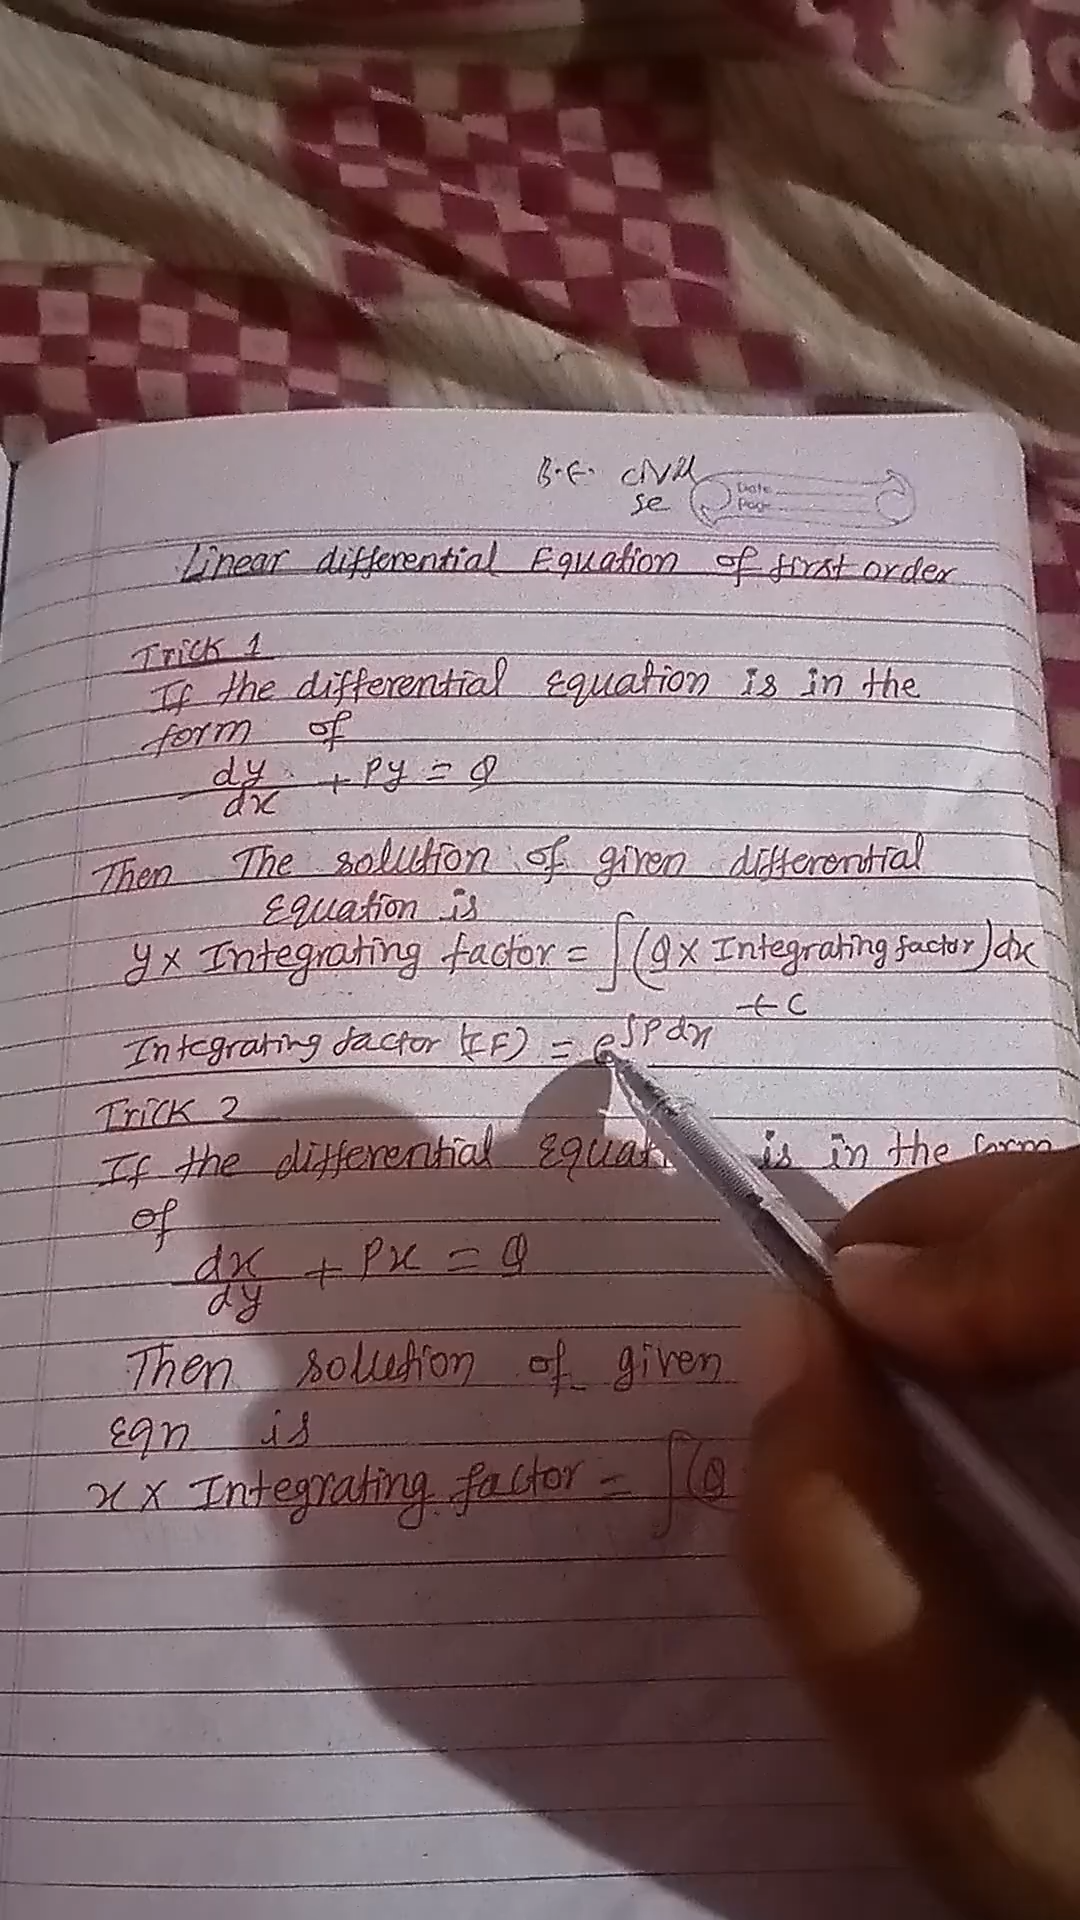 B.E. CIVIL
se
Date
Page
Linear differential Equation of first order
Trick 1
If the differential Equation is in the
form of
dy/dx + Py = Q
Then The solution of given differential
Equation is
y x Integrating factor = ∫(Q x Integrating factor)dx
+ C
Integrating factor (IF) = e^∫Pdx
Trick 2
If the differential Equat is in the form
of
dx/dy + Px = Q
Then solution of given
Eqn is
x x Integrating factor = ∫(Q